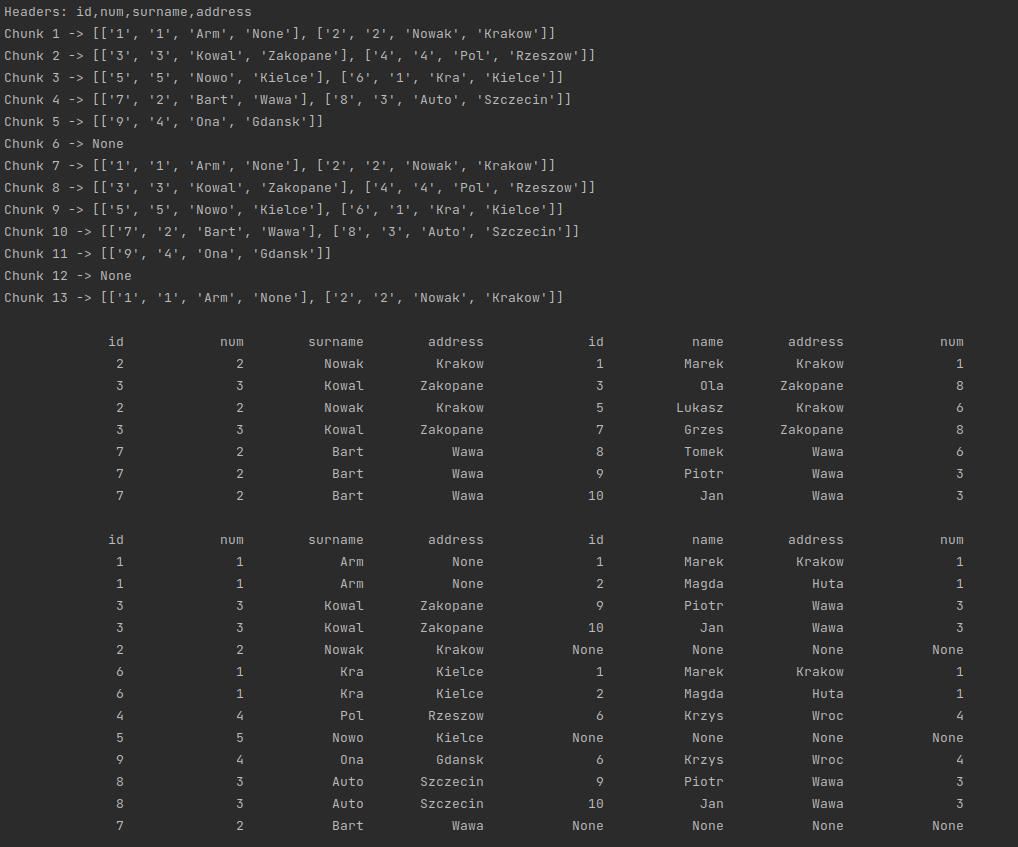 Headers: id,num,surname,address
Chunk 1 -> [['1', '1', 'Arm', 'None'], ['2', '2', 'Nowak', 'Krakow']]
Chunk 2 -> [['3', '3', 'Kowal', 'Zakopane'], ['4', '4', 'Pol', 'Rzeszow']]
Chunk 3 -> [['5', '5', 'Nowo', 'Kielce'], ['6', '1', 'Kra', 'Kielce']]
Chunk 4 -> [['7', '2', 'Bart', 'Wawa'], ['8', '3', 'Auto', 'Szczecin']]
Chunk 5 -> [['9', '4', 'Ona', 'Gdansk']]
Chunk 6 -> None
Chunk 7 -> [['1', '1', 'Arm', 'None'], ['2', '2', 'Nowak', 'Krakow']]
Chunk 8 -> [['3', '3', 'Kowal', 'Zakopane'], ['4', '4', 'Pol', 'Rzeszow']]
Chunk 9 -> [['5', '5', 'Nowo', 'Kielce'], ['6', '1', 'Kra', 'Kielce']]
Chunk 10 -> [['7', '2', 'Bart', 'Wawa'], ['8', '3', 'Auto', 'Szczecin']]
Chunk 11 -> [['9', '4', 'Ona', 'Gdansk']]
Chunk 12 -> None
Chunk 13 -> [['1', '1', 'Arm', 'None'], ['2', '2', 'Nowak', 'Krakow']]
id num surname address id name address num
2 2 Nowak Krakow 1 Marek Krakow 1
3 3 Kowal Zakopane 3 Ola Zakopane 8
2 2 Nowak Krakow 5 Lukasz Krakow 6
3 3 Kowal Zakopane 7 Grzes Zakopane 8
7 2 Bart Wawa 8 Tomek Wawa 6
7 2 Bart Wawa 9 Piotr Wawa 3
7 2 Bart Wawa 10 Jan Wawa 3
id num surname address id name address num
1 1 Arm None 1 Marek Krakow 1
1 1 Arm None 2 Magda Huta 1
3 3 Kowal Zakopane 9 Piotr Wawa 3
3 3 Kowal Zakopane 10 Jan Wawa 3
2 2 Nowak Krakow None None None None
6 1 Kra Kielce 1 Marek Krakow 1
6 1 Kra Kielce 2 Magda Huta 1
4 4 Pol Rzeszow 6 Krzys Wroc 4
5 5 Nowo Kielce None None None None
9 4 Ona Gdansk 6 Krzys Wroc 4
8 3 Auto Szczecin 9 Piotr Wawa 3
8 3 Auto Szczecin 10 Jan Wawa 3
7 2 Bart Wawa None None None None